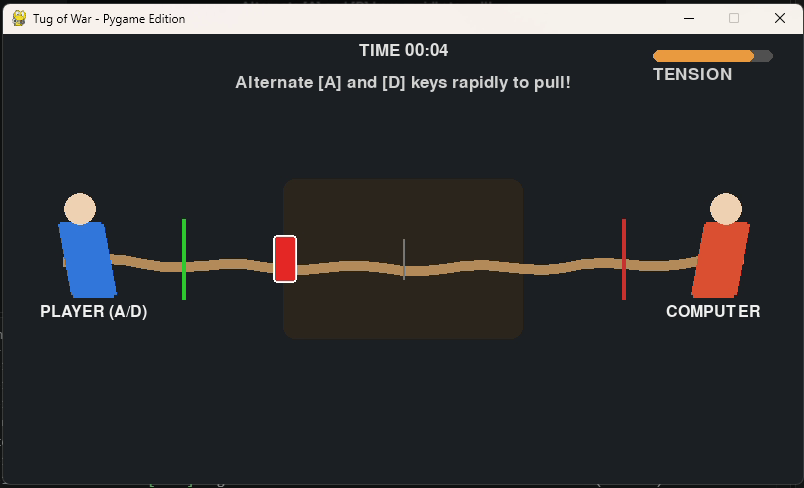 Tug of War - Pygame Edition
TIME 00:04
Alternate [A] and [D] keys rapidly to pull!
TENSION
PLAYER (A/D)
COMPUTER